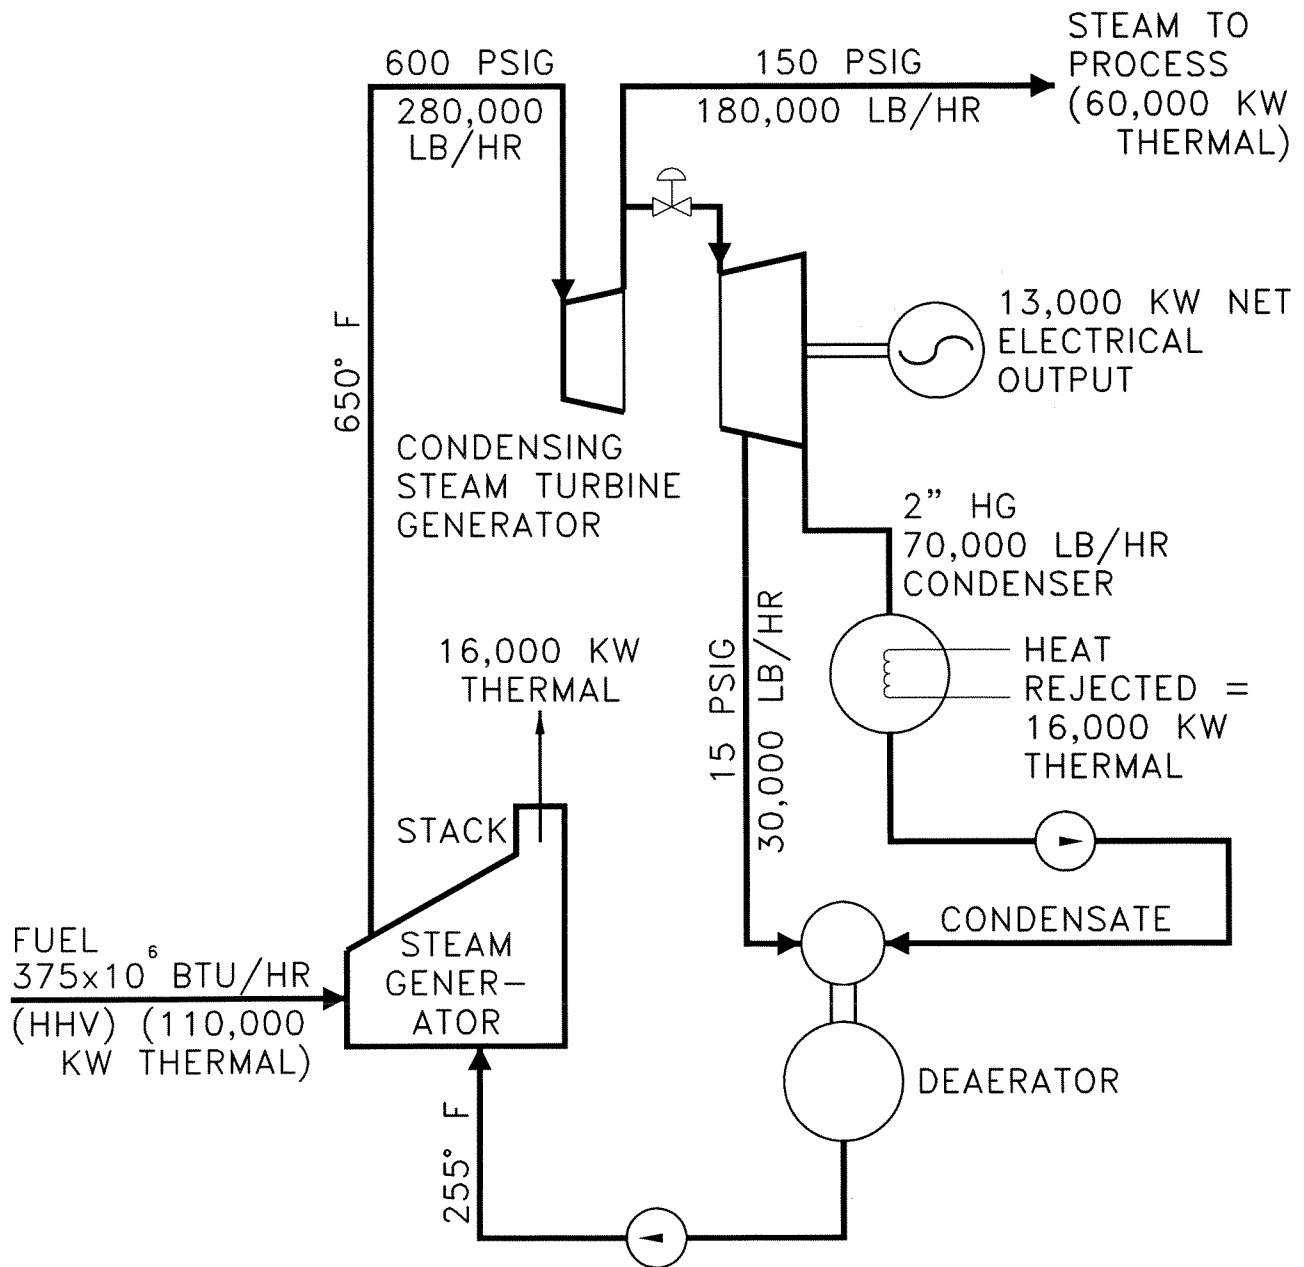 600 PSIG
280,000
LB/HR
150 PSIG
180,000 LB/HR
STEAM TO
PROCESS
(60,000 KW
THERMAL)
650° F
13,000 KW NET
ELECTRICAL
OUTPUT
CONDENSING
STEAM TURBINE
GENERATOR
2” HG
70,000 LB/HR
CONDENSER
15 PSIG
30,000 LB/HR
16,000 KW
THERMAL
HEAT
REJECTED =
16,000 KW
THERMAL
STACK
FUEL
375x10⁶ BTU/HR
(HHV) (110,000
KW THERMAL)
STEAM
GENER-
ATOR
CONDENSATE
DEAERATOR
255° F